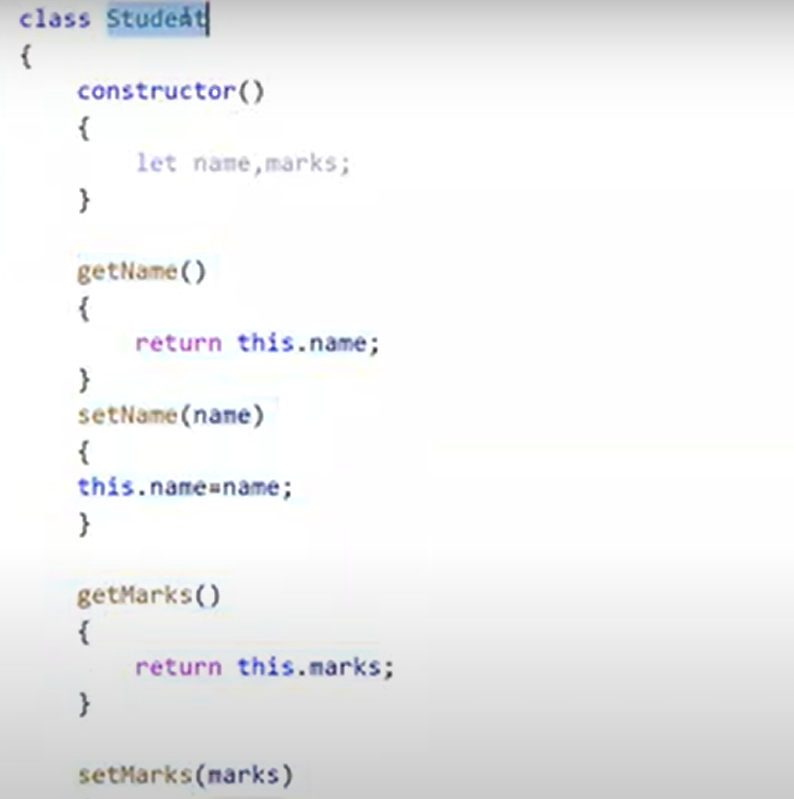 class Student
{
constructor()
{
let name,marks;
}
getName()
{
return this.name;
}
setName(name)
{
this.name=name;
}
getMarks()
{
return this.marks;
}
setMarks(marks)